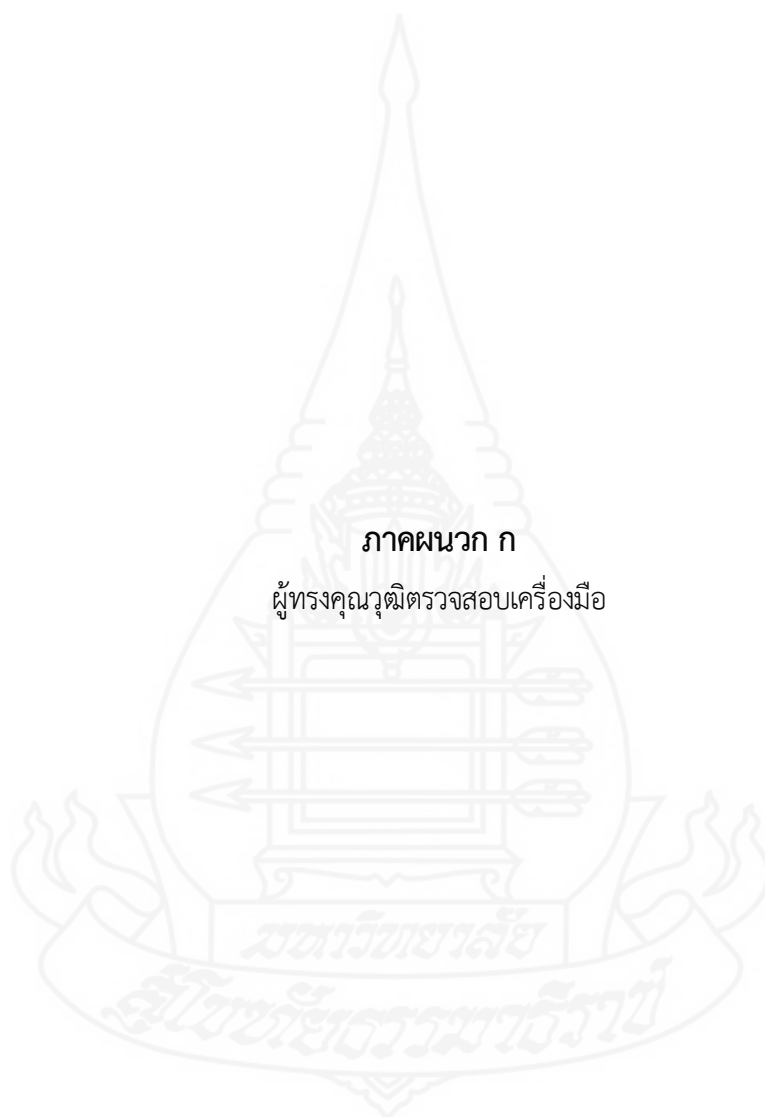 ภาคผนวก ก
ผู้ทรงคุณวุฒิตรวจสอบเครื่องมือ
มหาวิทยาลัย
สุโขทัยธรรมาธิราช